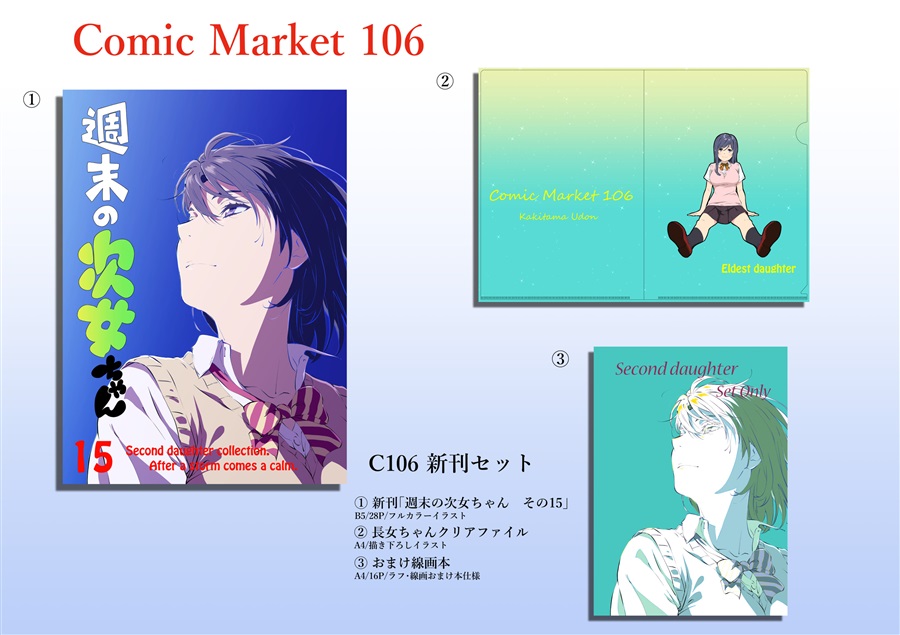 Comic Market 106
①
週末の次女ちゃん
15
Second daughter collection.
After a storm comes a calm.
②
Comic Market 106
Kakitama Udon
Eldest daughter
③
Second daughter
Set Only
C106 新刊セット
① 新刊「週末の次女ちゃん　その15」
B5/28P/フルカラーイラスト
② 長女ちゃんクリアファイル
A4/描き下ろしイラスト
③ おまけ線画本
A4/16P/ラフ・線画おまけ本仕様